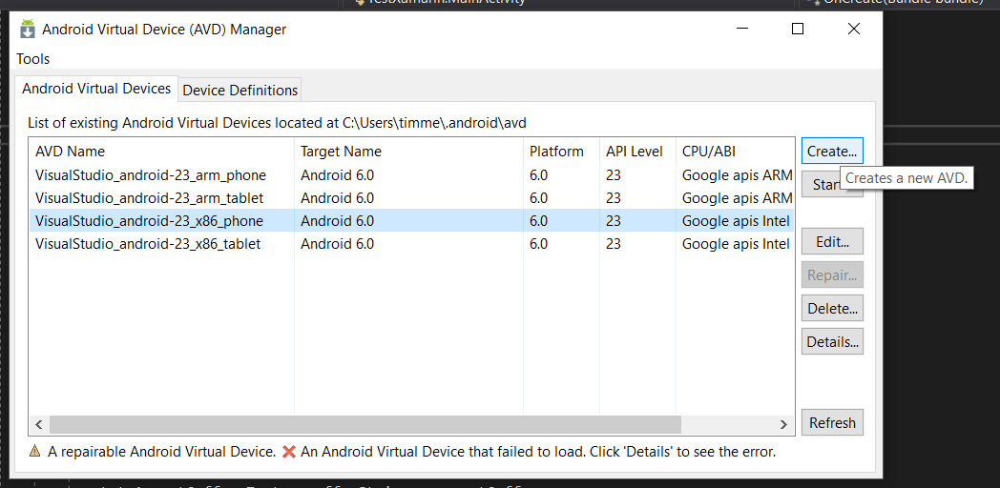 TestXamarin.MainActivity
OnCreate(Bundle bundle)
Android Virtual Device (AVD) Manager
Tools
Android Virtual Devices
Device Definitions
List of existing Android Virtual Devices located at C:\Users\timme\.android\avd
AVD Name Target Name Platform API Level CPU/ABI
VisualStudio_android-23_arm_phone Android 6.0 6.0 23 Google apis ARM
VisualStudio_android-23_arm_tablet Android 6.0 6.0 23 Google apis ARM
VisualStudio_android-23_x86_phone Android 6.0 6.0 23 Google apis Intel
VisualStudio_android-23_x86_tablet Android 6.0 6.0 23 Google apis Intel
Create...
Creates a new AVD.
Start
Edit...
Repair...
Delete...
Details...
Refresh
A repairable Android Virtual Device. An Android Virtual Device that failed to load. Click 'Details' to see the error.